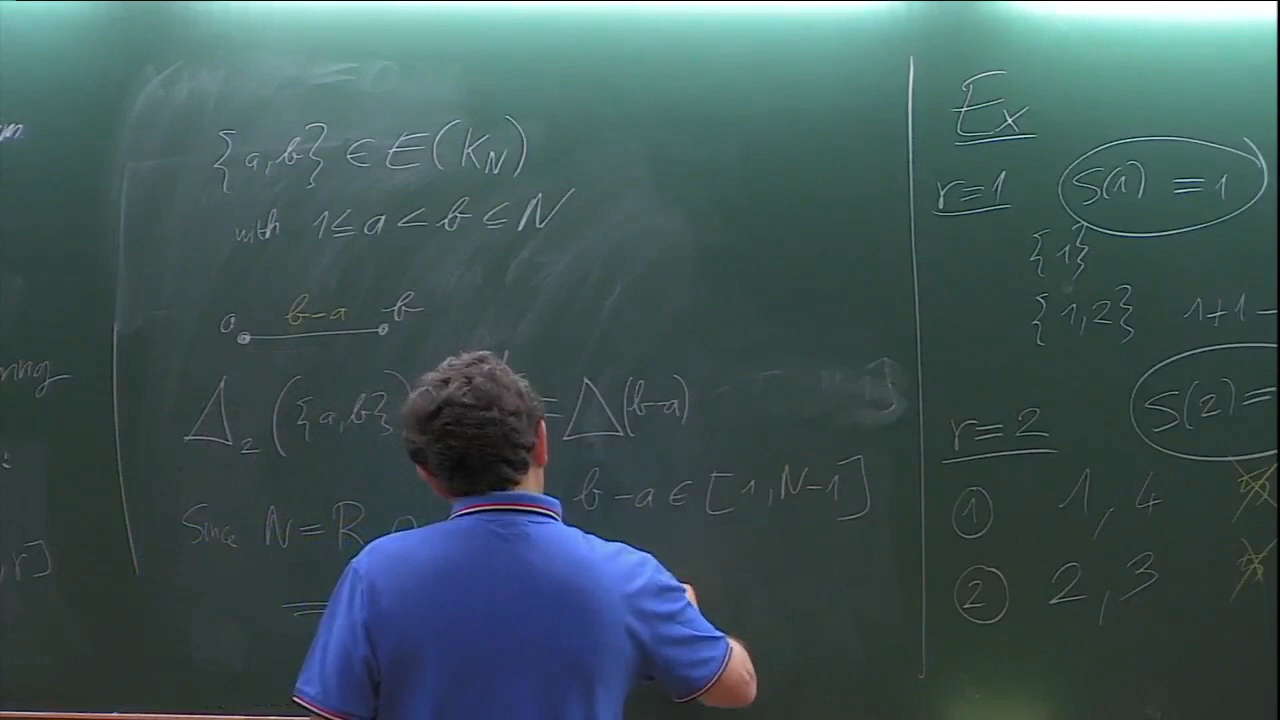 {a,b} ∈ E(K_N)
with 1 ≤ a < b ≤ N
a b-a b
Δ_2({a,b}) = Δ(b-a)
b-a ∈ [1, N-1]
Since N = R
Ex
r=1 S(1) = 1
{1}
{1,2} 1+1-
S(2) =
r=2
① 1, 4
② 2, 3